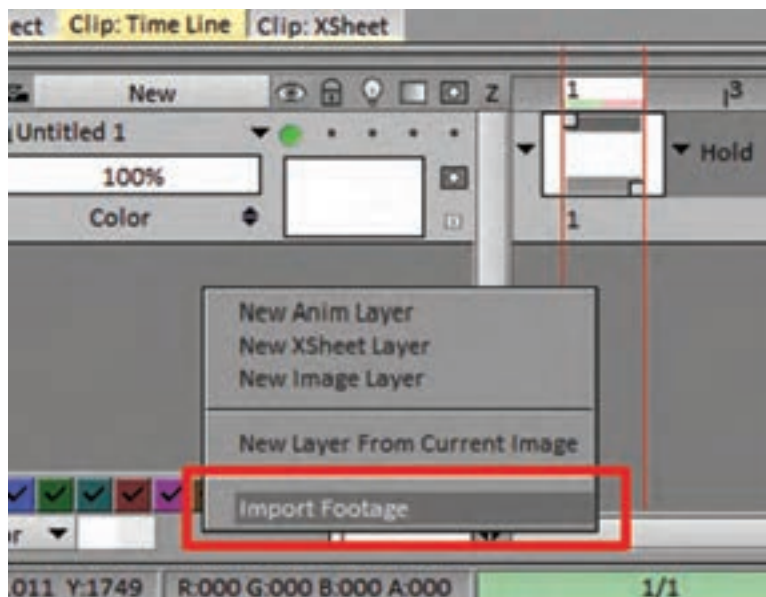 ect Clip: Time Line Clip: XSheet
New Z 1 3
Untitled 1
Hold
100%
Color 1
New Anim Layer
New XSheet Layer
New Image Layer
New Layer From Current Image
Import Footage
r
011 Y:1749 R:000 G:000 B:000 A:000 1/1